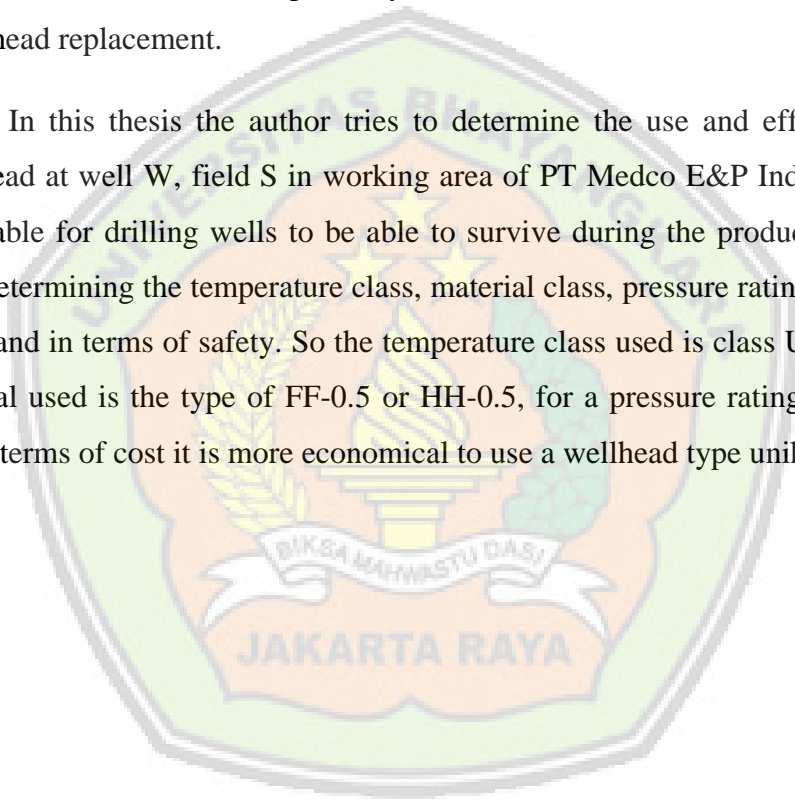 head replacement.
In this thesis the author tries to determine the use and eff
ead at well W, field S in working area of PT Medco E&P Ind
able for drilling wells to be able to survive during the produc
etermining the temperature class, material class, pressure ratin
and in terms of safety. So the temperature class used is class U
al used is the type of FF-0.5 or HH-0.5, for a pressure rating
terms of cost it is more economical to use a wellhead type uni
UNIVERSITAS BHAYANGKARA
BIKSA MAHWASTU DASI
JAKARTA RAYA